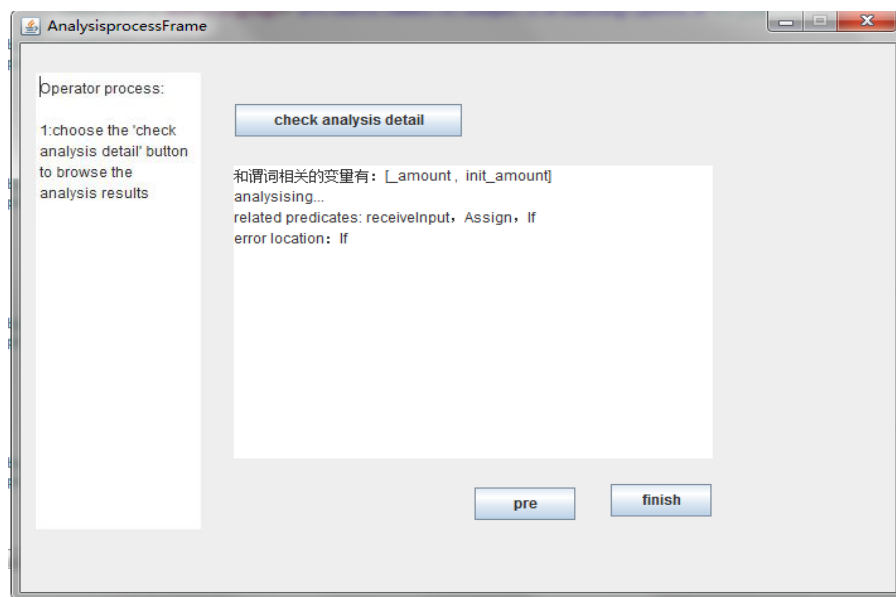 AnalysisprocessFrame
Operator process:
1:choose the 'check
analysis detail' button
to browse the
analysis results
check analysis detail
和谓词相关的变量有：[_amount , init_amount]
analysising...
related predicates: receiveInput，Assign，If
error location：If
pre
finish